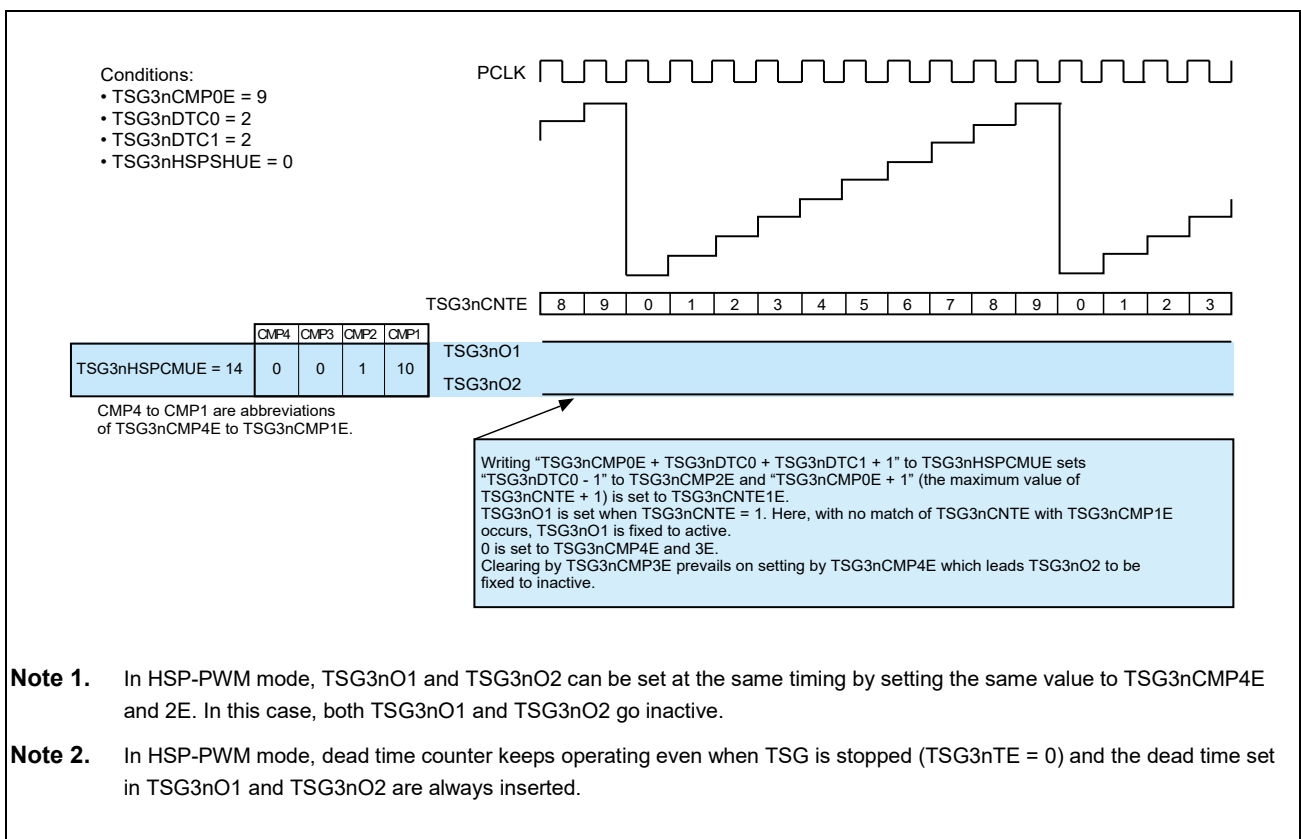 Conditions:
• TSG3nCMP0E = 9
• TSG3nDTC0 = 2
• TSG3nDTC1 = 2
• TSG3nHSPSHUE = 0
PCLK
TSG3nCNTE 8 9 0 1 2 3 4 5 6 7 8 9 0 1 2 3
CMP4 CMP3 CMP2 CMP1
TSG3nHSPCMUE = 14 0 0 1 10
TSG3nO1
TSG3nO2
CMP4 to CMP1 are abbreviations
of TSG3nCMP4E to TSG3nCMP1E.
Writing “TSG3nCMP0E + TSG3nDTC0 + TSG3nDTC1 + 1” to TSG3nHSPCMUE sets
“TSG3nDTC0 - 1” to TSG3nCMP2E and “TSG3nCMP0E + 1” (the maximum value of
TSG3nCNTE + 1) is set to TSG3nCNTE1E.
TSG3nO1 is set when TSG3nCNTE = 1. Here, with no match of TSG3nCNTE with TSG3nCMP1E
occurs, TSG3nO1 is fixed to active.
0 is set to TSG3nCMP4E and 3E.
Clearing by TSG3nCMP3E prevails on setting by TSG3nCMP4E which leads TSG3nO2 to be
fixed to inactive.
Note 1. In HSP-PWM mode, TSG3nO1 and TSG3nO2 can be set at the same timing by setting the same value to TSG3nCMP4E
and 2E. In this case, both TSG3nO1 and TSG3nO2 go inactive.
Note 2. In HSP-PWM mode, dead time counter keeps operating even when TSG is stopped (TSG3nTE = 0) and the dead time set
in TSG3nO1 and TSG3nO2 are always inserted.